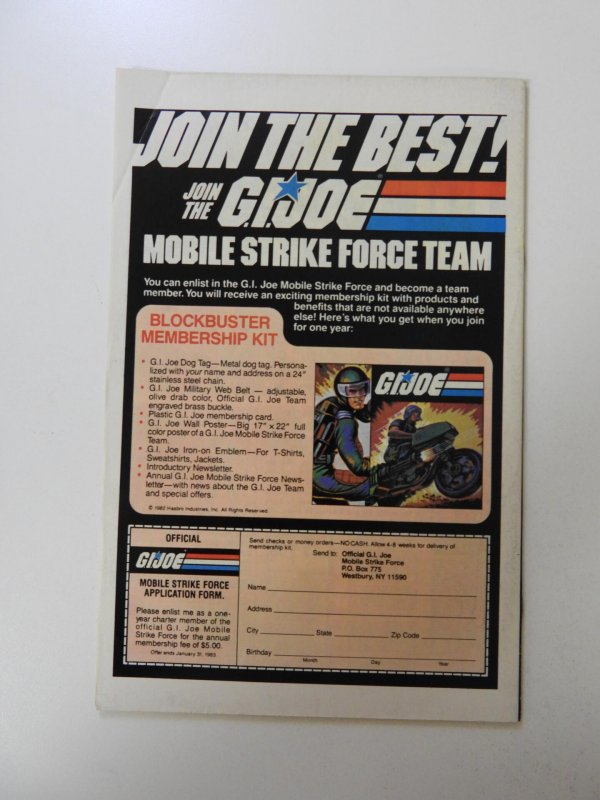 JOIN THE BEST!
JOIN THE G.I. JOE®
MOBILE STRIKE FORCE TEAM
You can enlist in the G.I. Joe Mobile Strike Force and become a team
member. You will receive an exciting membership kit with products and
benefits that are not available anywhere
else! Here's what you get when you join
for one year:
BLOCKBUSTER
MEMBERSHIP KIT
• G.I. Joe Dog Tag—Metal dog tag. Persona-
lized with your name and address on a 24"
stainless steel chain.
• G.I. Joe Military Web Belt — adjustable,
olive drab color, Official G.I. Joe Team
engraved brass buckle.
• Plastic G.I. Joe membership card.
• G.I. Joe Wall Poster—Big 17" × 22" full
color poster of a G.I. Joe Mobile Strike Force
Team.
• G.I. Joe Iron-on Emblem—For T-Shirts,
Sweatshirts, Jackets.
• Introductory Newsletter.
• Annual G.I. Joe Mobile Strike Force News-
letter—with news about the G.I. Joe Team
and special offers.
© 1982 Hasbro Industries, Inc. All Rights Reserved.
G.I. JOE
OFFICIAL
G.I. JOE
MOBILE STRIKE FORCE
APPLICATION FORM.
Please enlist me as a one-
year charter member of the
official G.I. Joe Mobile
Strike Force for the annual
membership fee of $5.00.
Offer ends January 31, 1983.
Send checks or money orders—NO CASH. Allow 4-8 weeks for delivery of
membership kit.
Send to: Official G.I. Joe
Mobile Strike Force
P.O. Box 775
Westbury, NY 11590
Name
Address
City State Zip Code
Birthday
Month Day Year